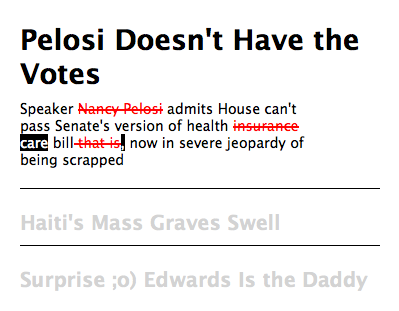 Pelosi Doesn't Have the
Votes
Speaker Nancy Pelosi admits House can't
pass Senate's version of health insurance
care bill that is, now in severe jeopardy of
being scrapped
Haiti's Mass Graves Swell
Surprise ;o) Edwards Is the Daddy